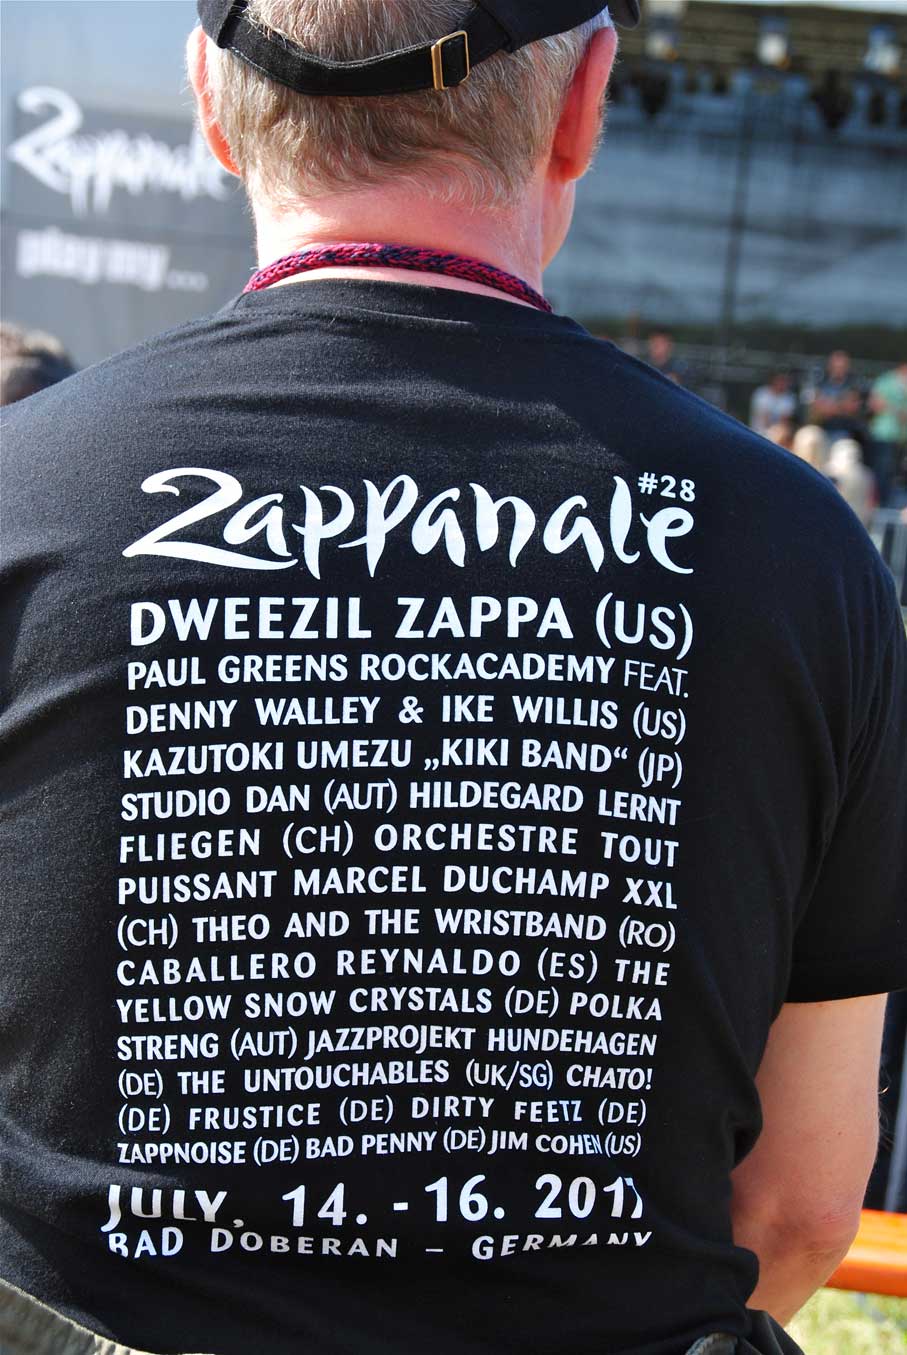 Zappanale
play my....
Zappanale #28
DWEEZIL ZAPPA (US)
PAUL GREENS ROCKACADEMY FEAT.
DENNY WALLEY & IKE WILLIS (US)
KAZUTOKI UMEZU „KIKI BAND“ (JP)
STUDIO DAN (AUT) HILDEGARD LERNT
FLIEGEN (CH) ORCHESTRE TOUT
PUISSANT MARCEL DUCHAMP XXL
(CH) THEO AND THE WRISTBAND (RO)
CABALLERO REYNALDO (ES) THE
YELLOW SNOW CRYSTALS (DE) POLKA
STRENG (AUT) JAZZPROJEKT HUNDEHAGEN
(DE) THE UNTOUCHABLES (UK/SG) CHATO!
(DE) FRUSTICE (DE) DIRTY FEETZ (DE)
ZAPPNOISE (DE) BAD PENNY (DE) JIM COHEN (US)
JULY, 14. - 16. 2017
BAD DOBERAN – GERMANY